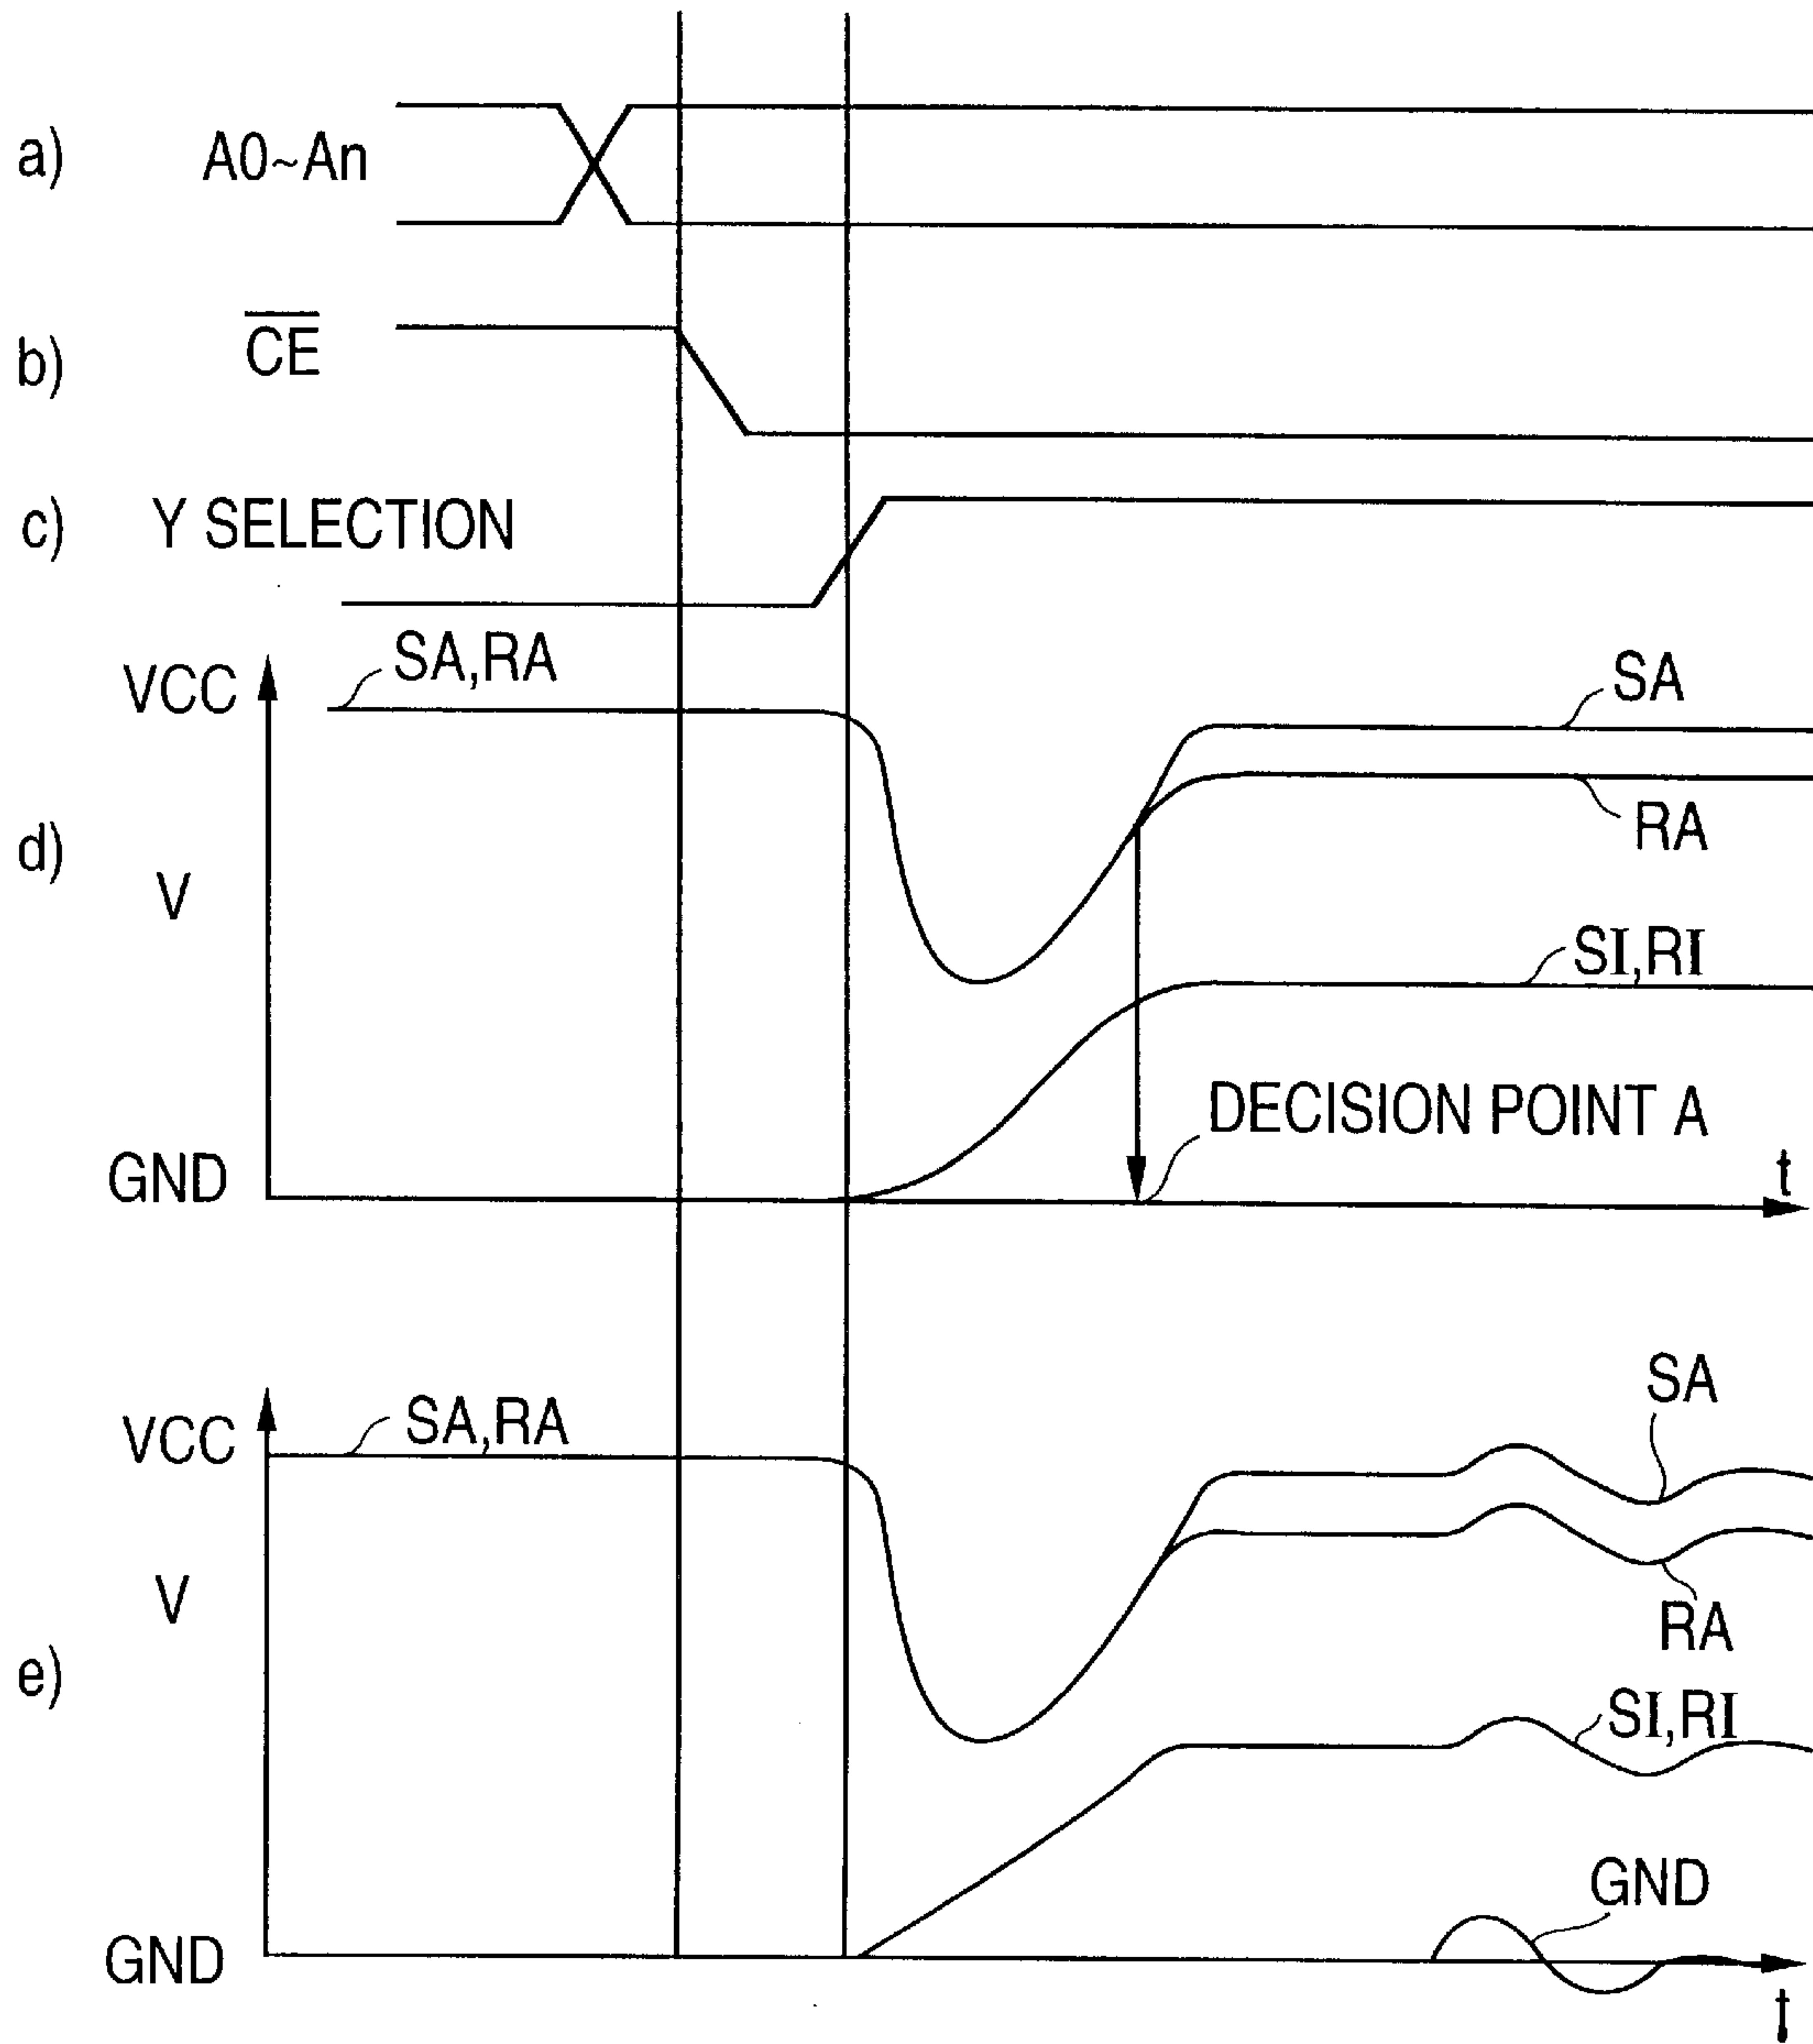 a) A0~An
b) CE
c) Y SELECTION
VCC SA,RA SA
RA
d) V
SI,RI
DECISION POINT A
GND t
SA
VCC SA,RA
V RA
e)
SI,RI
GND
GND
t